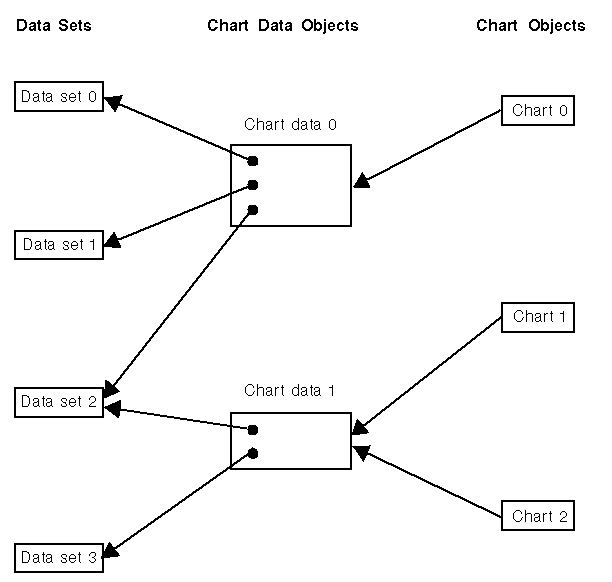 Data Sets
Chart Data Objects
Chart Objects
Data set 0
Chart 0
Chart data 0
Data set 1
Chart 1
Chart data 1
Data set 2
Chart 2
Data set 3